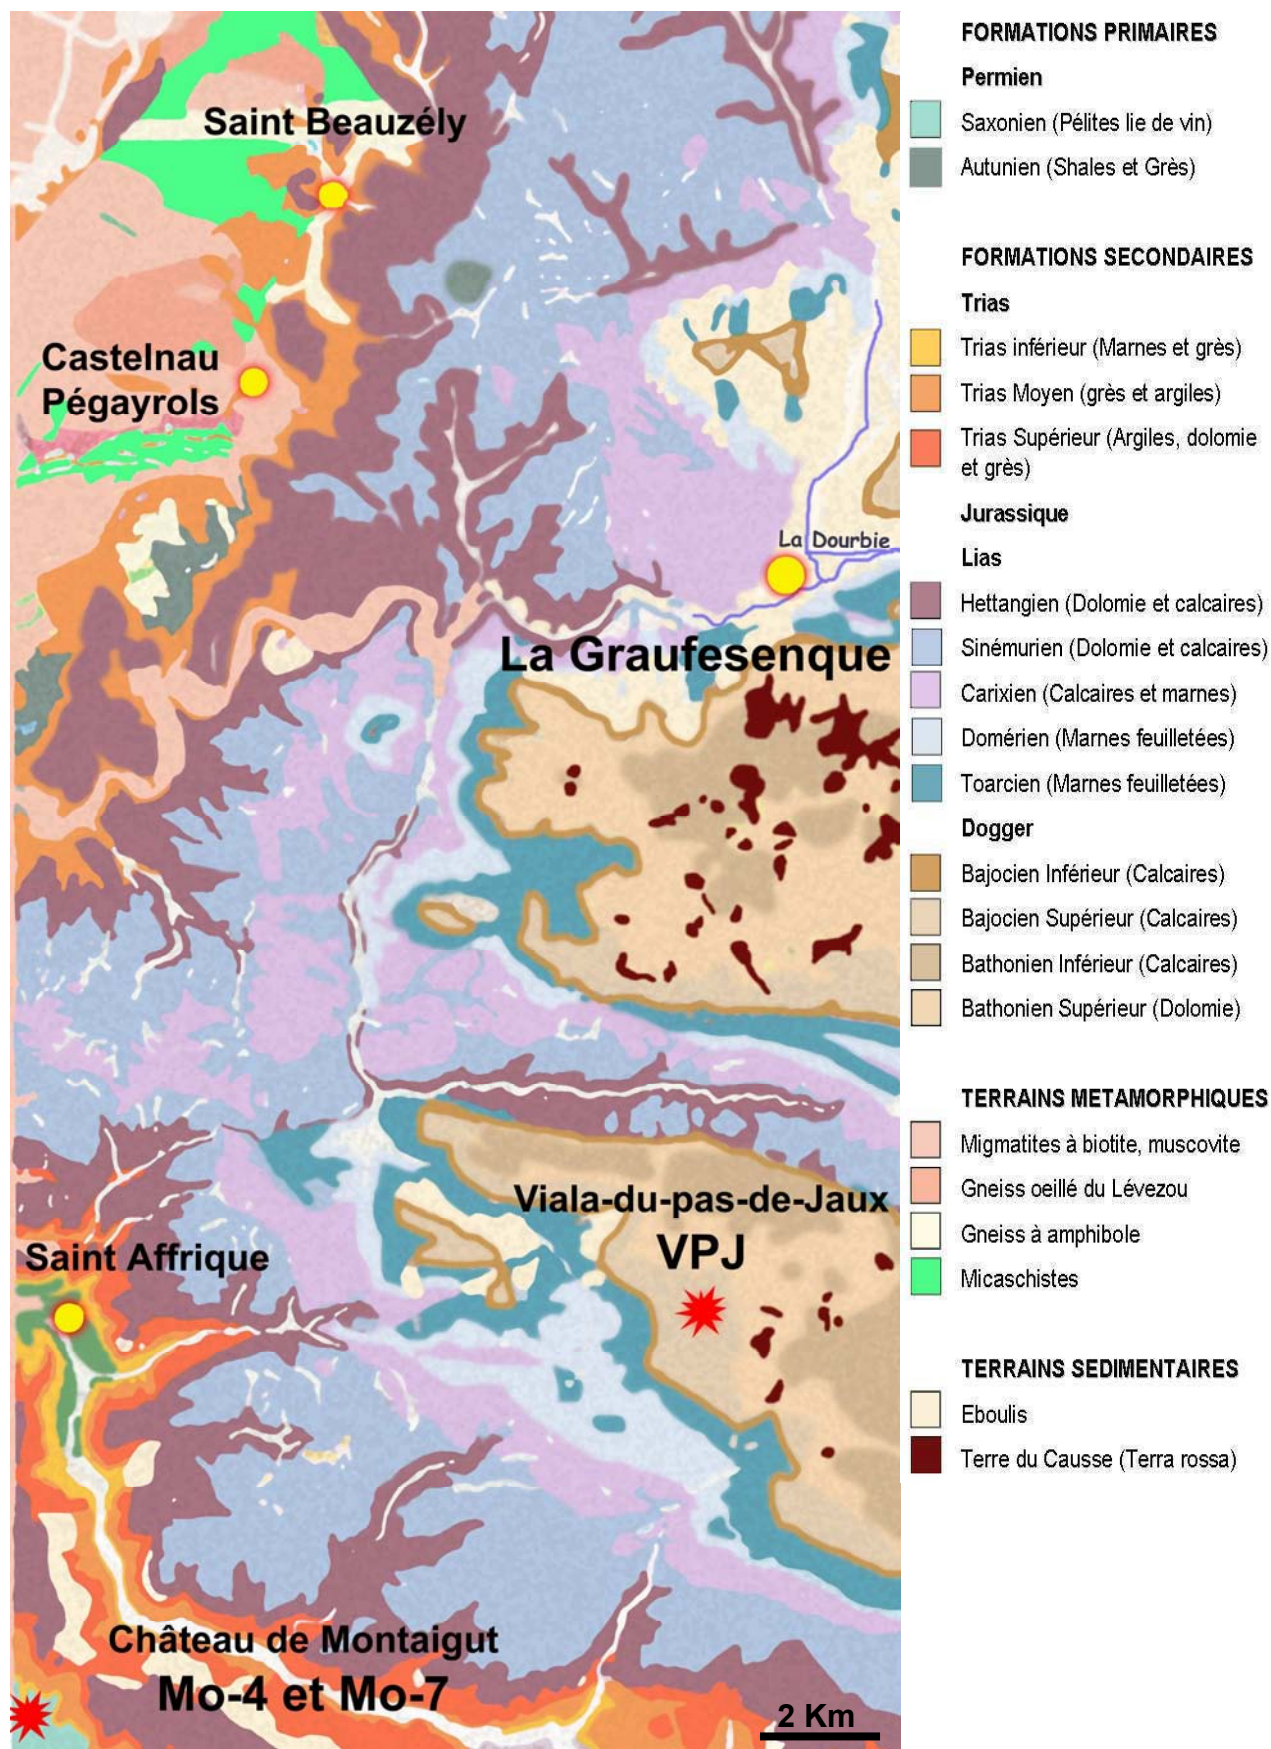 Saint Beauzély
Castelnau
Pégayrols
La Dourbie
La Graufesenque
Viala-du-pas-de-Jaux
VPJ
Saint Affrique
Château de Montaigut
Mo-4 et Mo-7
2 Km
FORMATIONS PRIMAIRES
Permien
Saxonien (Pélites lie de vin)
Autunien (Shales et Grès)
FORMATIONS SECONDAIRES
Trias
Trias inférieur (Marnes et grès)
Trias Moyen (grès et argiles)
Trias Supérieur (Argiles, dolomie
et grès)
Jurassique
Lias
Hettangien (Dolomie et calcaires)
Sinémurien (Dolomie et calcaires)
Carixien (Calcaires et marnes)
Domérien (Marnes feuilletées)
Toarcien (Marnes feuilletées)
Dogger
Bajocien Inférieur (Calcaires)
Bajocien Supérieur (Calcaires)
Bathonien Inférieur (Calcaires)
Bathonien Supérieur (Dolomie)
TERRAINS METAMORPHIQUES
Migmatites à biotite, muscovite
Gneiss oeillé du Lévezou
Gneiss à amphibole
Micaschistes
TERRAINS SEDIMENTAIRES
Eboulis
Terre du Causse (Terra rossa)